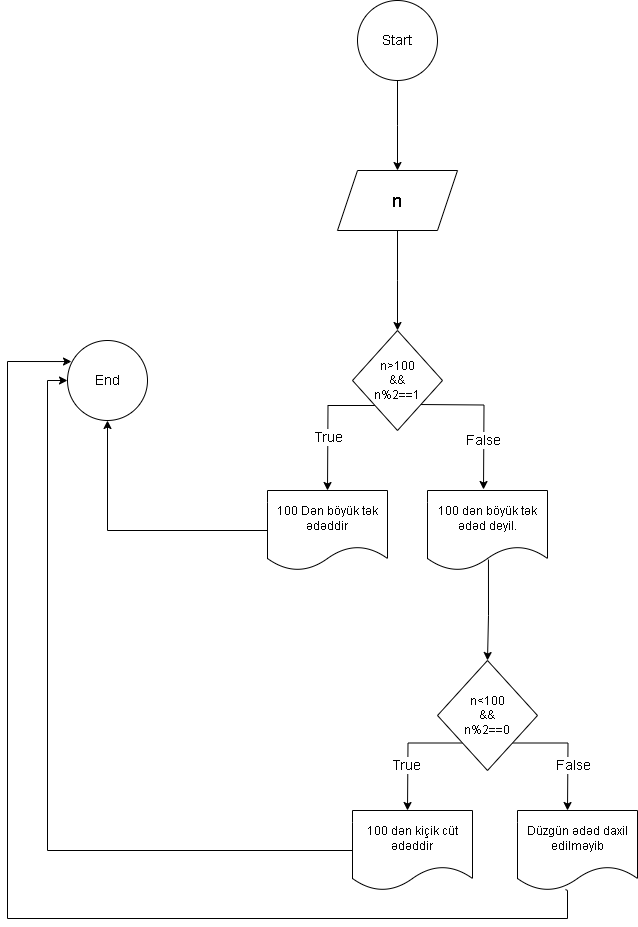 Start
n
n>100
&&
n%2==1
End
True
False
100 Dən böyük tək
ədəddir
100 dən böyük tək
ədəd deyil.
n<100
&&
n%2==0
True
False
100 dən kiçik cüt
ədəddir
Düzgün ədəd daxil
edilməyib